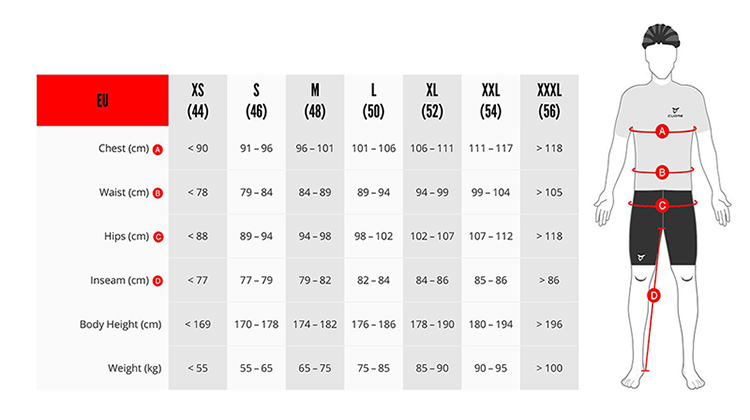 EU XS S M L XL XXL XXXL
(44) (46) (48) (50) (52) (54) (56)
Chest (cm) A < 90 91 – 96 96 – 101 101 – 106 106 – 111 111 – 117 > 118
Waist (cm) B < 78 79 – 84 84 – 89 89 – 94 94 – 99 99 – 104 > 105
Hips (cm) C < 88 89 – 94 94 – 98 98 – 102 102 – 107 107 – 112 > 118
Inseam (cm) D < 77 77 – 79 79 – 82 82 – 84 84 – 86 85 – 86 > 86
Body Height (cm) < 169 170 – 178 174 – 182 176 – 186 178 – 190 180 – 194 > 196
Weight (kg) < 55 55 – 65 65 – 75 75 – 85 85 – 90 90 – 95 > 100
CUORE
A
B
C
D